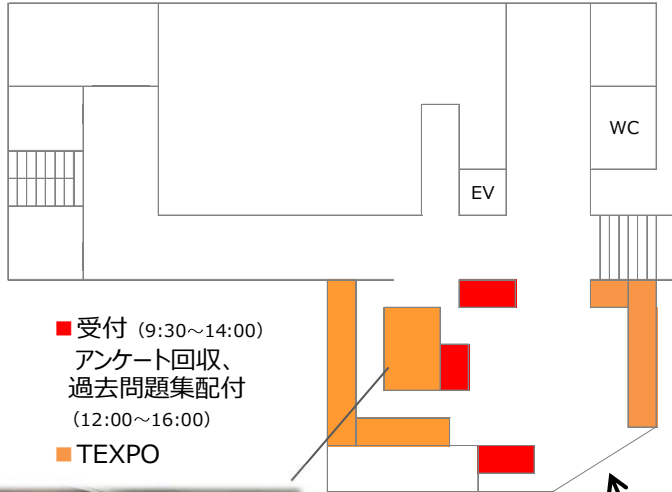 WC
EV
■受付 (9:30～14:00)
アンケート回収、
過去問題集配付
(12:00～16:00)
■TEXPO